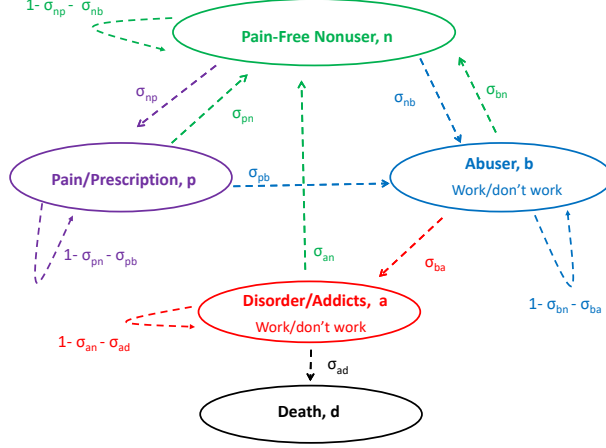 1- σnp - σnb
Pain-Free Nonuser, n
σnp
σpn
σnb
σbn
Pain/Prescription, p
σpb
Abuser, b
Work/don't work
1- σpn - σpb
σan
σba
1- σbn - σba
Disorder/Addicts, a
Work/don't work
1- σan - σad
σad
Death, d